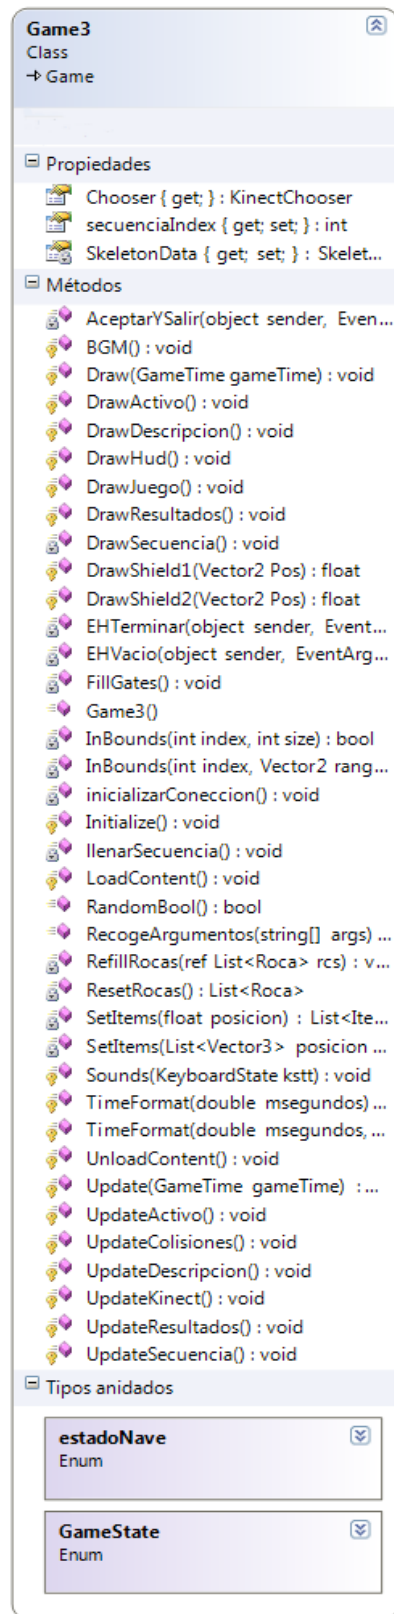 Game3
Class
Game
Propiedades
Chooser { get; } : KinectChooser
secuenciaIndex { get; set; } : int
SkeletonData { get; set; } : Skelet...
Métodos
AceptarYSalir(object sender, Even...
BGM() : void
Draw(GameTime gameTime) : void
DrawActivo() : void
DrawDescripcion() : void
DrawHud() : void
DrawJuego() : void
DrawResultados() : void
DrawSecuencia() : void
DrawShield1(Vector2 Pos) : float
DrawShield2(Vector2 Pos) : float
EHTerminar(object sender, Event...
EHVacio(object sender, EventArg...
FillGates() : void
Game3()
InBounds(int index, int size) : bool
InBounds(int index, Vector2 rang...
inicializarConeccion() : void
Initialize() : void
llenarSecuencia() : void
LoadContent() : void
RandomBool() : bool
RecogeArgumentos(string[] args) ...
RefillRocas(ref List<Roca> rcs) : v...
ResetRocas() : List<Roca>
SetItems(float posicion) : List<Ite...
SetItems(List<Vector3> posicion ...
Sounds(KeyboardState kstt) : void
TimeFormat(double msegundos) ...
TimeFormat(double msegundos, ...
UnloadContent() : void
Update(GameTime gameTime) : ...
UpdateActivo() : void
UpdateColisiones() : void
UpdateDescripcion() : void
UpdateKinect() : void
UpdateResultados() : void
UpdateSecuencia() : void
Tipos anidados
estadoNave
Enum
GameState
Enum